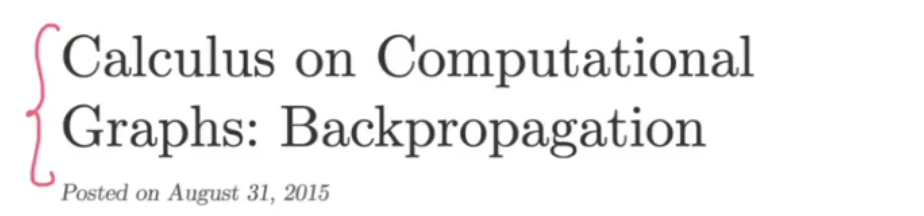 Calculus on Computational
Graphs: Backpropagation
Posted on August 31, 2015